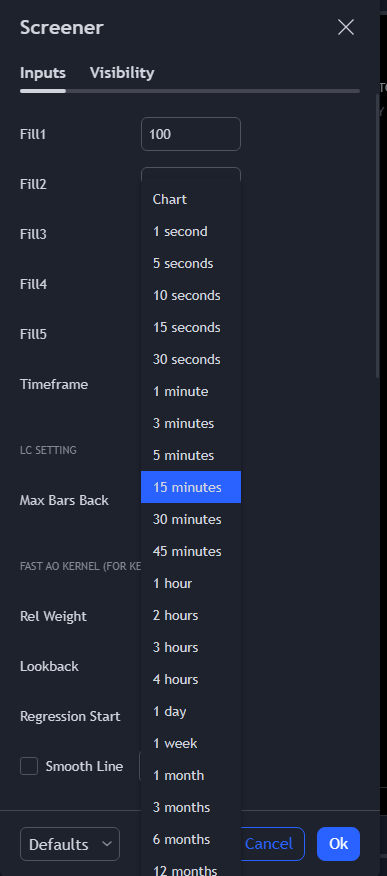 Screener
Inputs Visibility
Fill1 100
Fill2
Chart
1 second
Fill3
5 seconds
Fill4
10 seconds
15 seconds
Fill5
30 seconds
Timeframe
1 minute
3 minutes
LC SETTING
5 minutes
15 minutes
Max Bars Back
30 minutes
45 minutes
FAST AO KERNEL (FOR KE
1 hour
Rel Weight
2 hours
3 hours
Lookback
4 hours
Regression Start
1 day
1 week
Smooth Line
1 month
3 months
Defaults
6 months
Cancel Ok
12 months